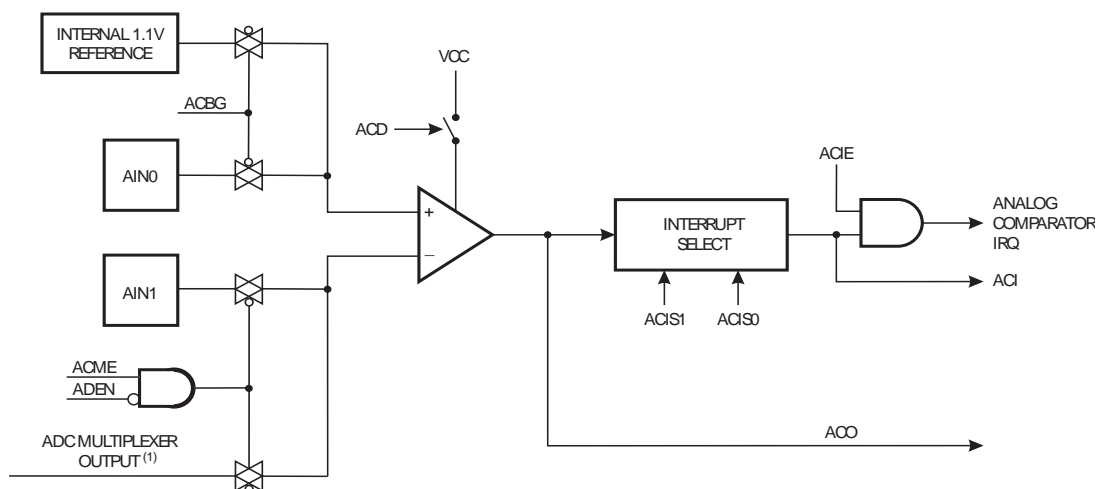 INTERNAL 1.1V
REFERENCE
ACBG
AIN0
VCC
ACD
+
−
AIN1
ACME
ADEN
ADC MULTIPLEXER
OUTPUT (1)
INTERRUPT
SELECT
ACIS1
ACIS0
ACIE
ANALOG
COMPARATOR
IRQ
ACI
ACO